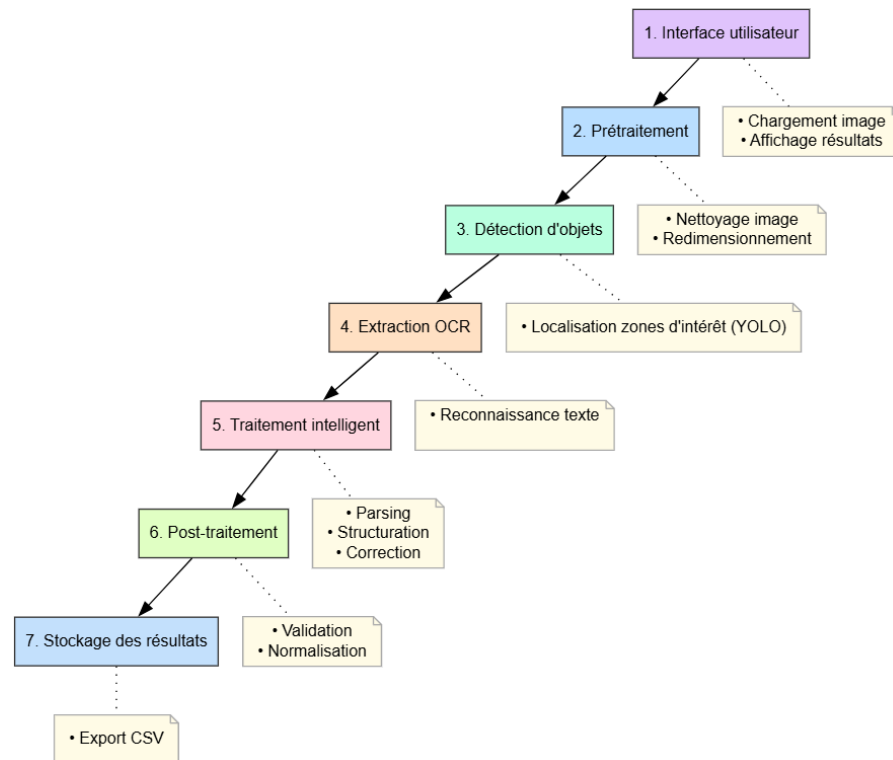 1. Interface utilisateur
• Chargement image
• Affichage résultats
2. Prétraitement
• Nettoyage image
• Redimensionnement
3. Détection d'objets
• Localisation zones d'intérêt (YOLO)
4. Extraction OCR
• Reconnaissance texte
5. Traitement intelligent
• Parsing
• Structuration
• Correction
6. Post-traitement
• Validation
• Normalisation
7. Stockage des résultats
• Export CSV